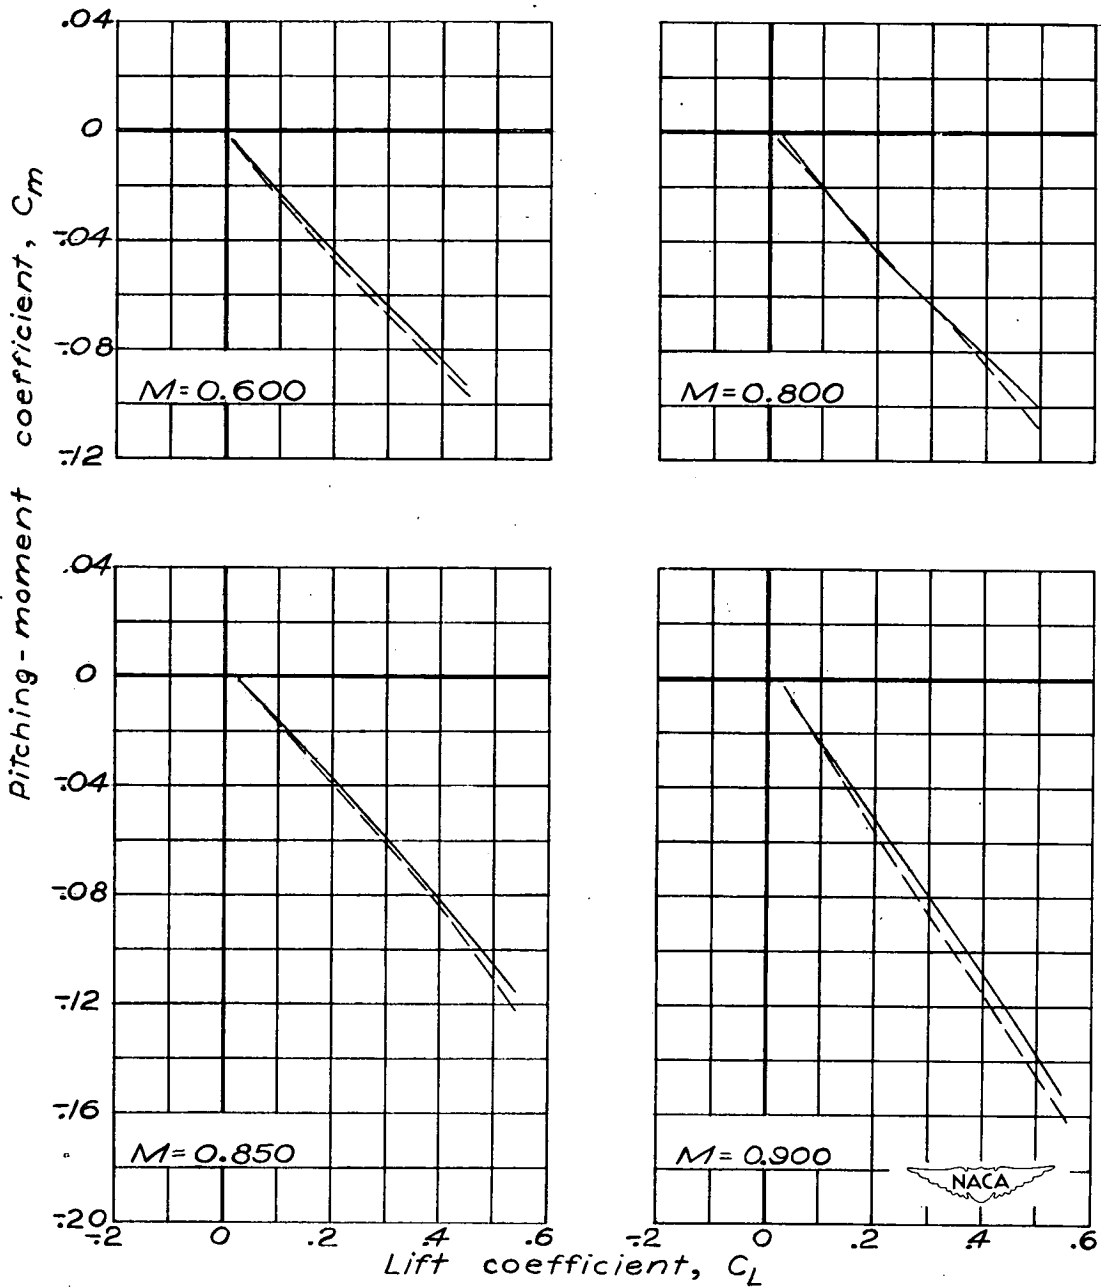 .04
0
-.04
-.08
-.12
M=0.600
M=0.800
Pitching-moment coefficient, Cm
.04
0
-.04
-.08
-.12
-.16
-.20
M=0.850
M=0.900
NACA
-.2 0 .2 .4 .6
-.2 0 .2 .4 .6
Lift coefficient, CL